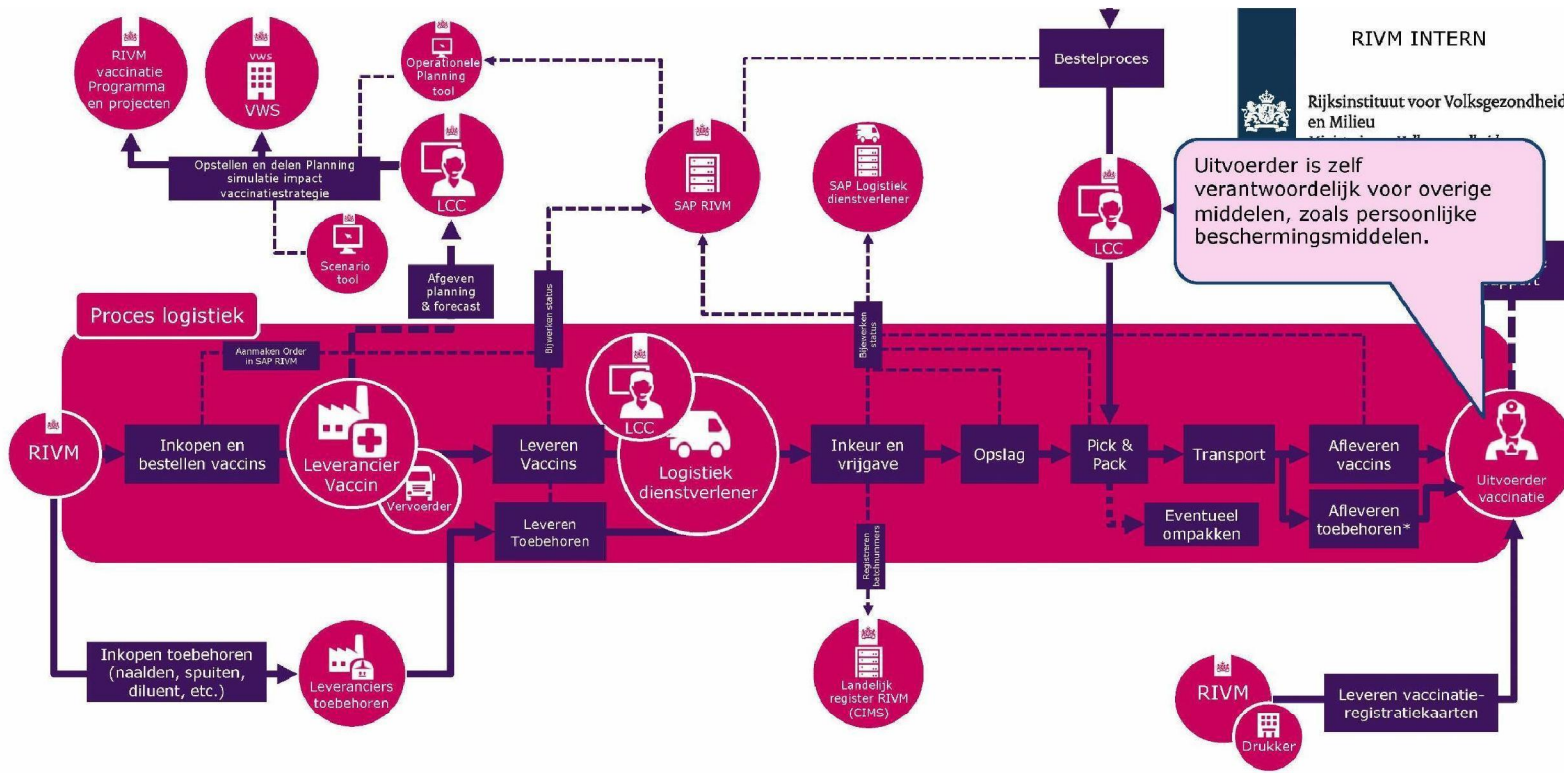 RIVM
vaccinatie
Programma
en projecten
vws
VWS
Operationele
Planning
tool
Bestelproces
RIVM INTERN
Rijksinstituut voor Volksgezondheid
en Milieu
Opstellen en delen Planning
simulatie impact
vaccinatiestrategie
LCC
SAP RIVM
SAP Logistiek
dienstverlener
LCC
Uitvoerder is zelf
verantwoordelijk voor overige
middelen, zoals persoonlijke
beschermingsmiddelen.
Scenario
tool
Afgeven
planning
& forecast
Proces logistiek
Aanmaken Order
in SAP RIVM
Bijwerken status
Bijewerken
status
RIVM
Inkopen en
bestellen vaccins
Leverancier
Vaccin
Vervoerder
Leveren
Vaccins
LCC
Logistiek
dienstverlener
Inkeur en
vrijgave
Opslag
Pick &
Pack
Transport
Afleveren
vaccins
Uitvoerder
vaccinatie
Leveren
Toebehoren
Eventueel
ompakken
Afleveren
toebehoren*
Registreren
batchnummers
Inkopen toebehoren
(naalden, spuiten,
diluent, etc.)
Leveranciers
toebehoren
Landelijk
register RIVM
(CIMS)
RIVM
Drukker
Leveren vaccinatie-
registratiekaarten